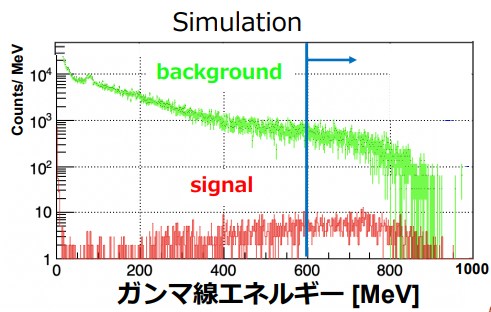 Simulation
Counts/ MeV
10⁴
10³
10²
10
1
background
signal
0
200
400
600
800
1000
ガンマ線エネルギー [MeV]